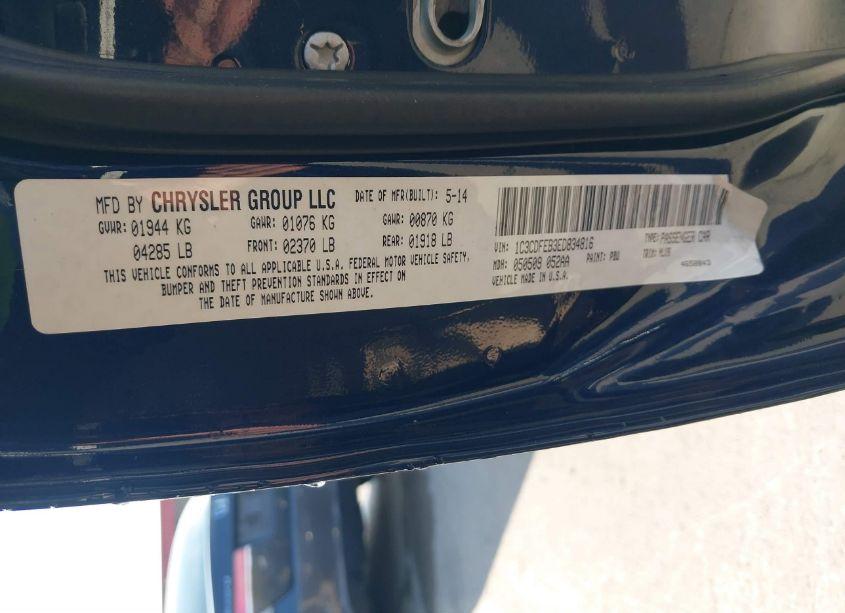 MFD BY CHRYSLER GROUP LLC DATE OF MFR(BUILT): 5-14
GVWR: 01944 KG GAWR: 01076 KG GAWR: 00870 KG
04285 LB FRONT: 02370 LB REAR: 01918 LB
THIS VEHICLE CONFORMS TO ALL APPLICABLE U.S.A. FEDERAL MOTOR VEHICLE SAFETY,
BUMPER AND THEFT PREVENTION STANDARDS IN EFFECT ON
THE DATE OF MANUFACTURE SHOWN ABOVE.
VIN: 1C3CDFEB3ED834816 TYPE: PASSENGER CAR
MDH: 050509 052AA PAINT: PBU TRIM:
VEHICLE MADE IN U.S.A.